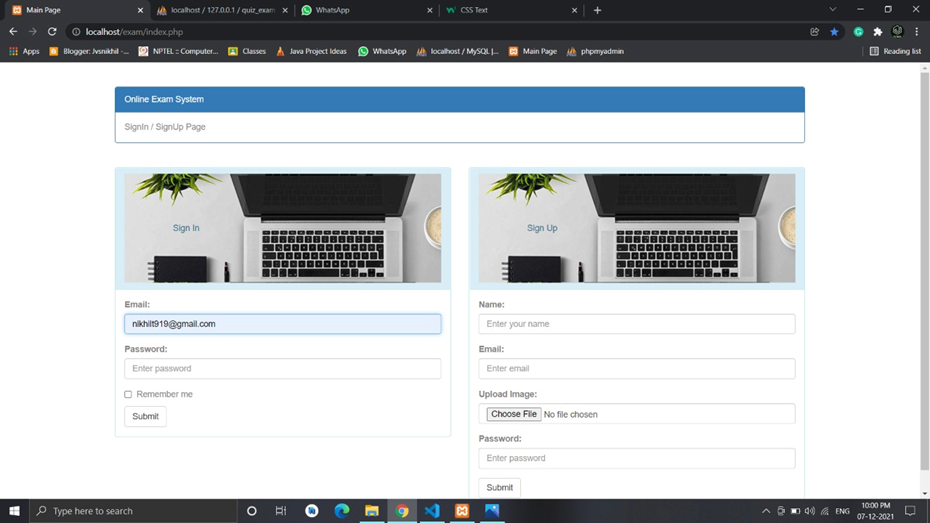 Main Page
localhost / 127.0.0.1 / quiz_exam
WhatsApp
CSS Text
localhost/exam/index.php
Apps
Blogger: Jvsnikhil -...
NPTEL :: Computer...
Classes
Java Project Ideas
WhatsApp
localhost / MySQL |...
Main Page
phpmyadmin
Reading list
Online Exam System
SignIn / SignUp Page
Sign In
Email:
nikhilt919@gmail.com
Password:
Enter password
Remember me
Submit
Sign Up
Name:
Enter your name
Email:
Enter email
Upload Image:
Choose File No file chosen
Password:
Enter password
Submit
Type here to search
ENG
10:00 PM
07-12-2021